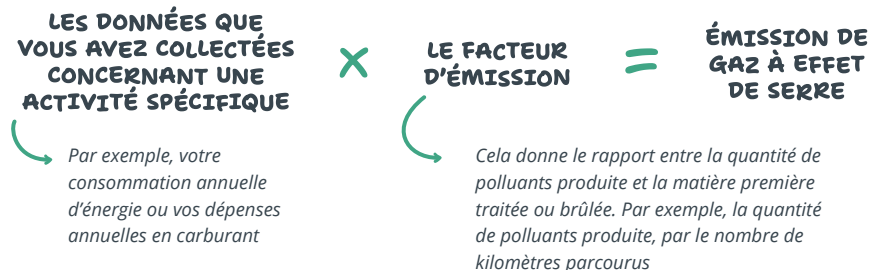 LES DONNÉES QUE
VOUS AVEZ COLLECTÉES
CONCERNANT UNE
ACTIVITÉ SPÉCIFIQUE
×
LE FACTEUR
D'ÉMISSION
=
ÉMISSION DE
GAZ À EFFET
DE SERRE
Par exemple, votre
consommation annuelle
d'énergie ou vos dépenses
annuelles en carburant
Cela donne le rapport entre la quantité de
polluants produite et la matière première
traitée ou brûlée. Par exemple, la quantité
de polluants produite, par le nombre de
kilomètres parcourus